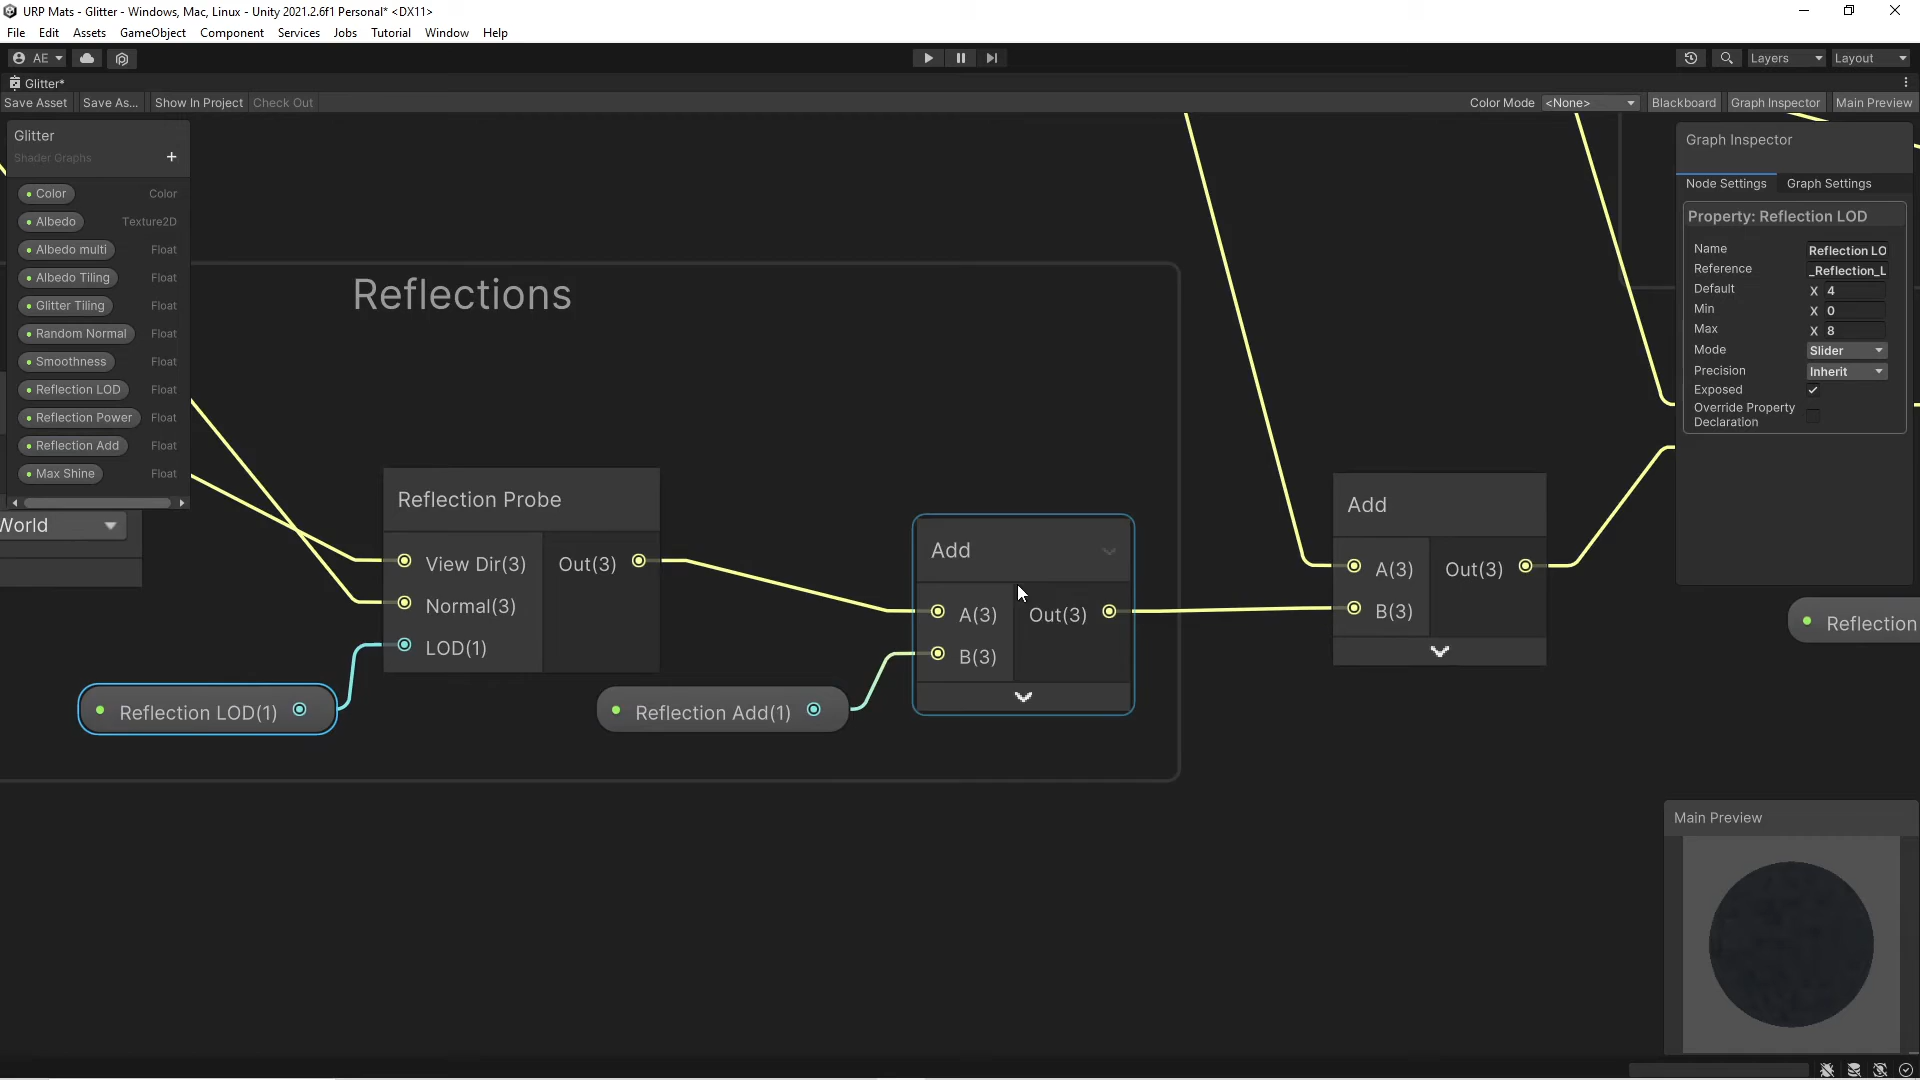 URP Mats - Glitter - Windows, Mac, Linux - Unity 2021.2.6f1 Personal* <DX11>
File Edit Assets GameObject Component Services Jobs Tutorial Window Help
AE
Layers Layout
Glitter*
Save Asset Save As... Show In Project Check Out
Color Mode <None> Blackboard Graph Inspector Main Preview
Glitter
Shader Graphs
+
Color Color
Albedo Texture2D
Albedo multi Float
Albedo Tiling Float
Glitter Tiling Float
Random Normal Float
Smoothness Float
Reflection LOD Float
Reflection Power Float
Reflection Add Float
Max Shine Float
World
Reflections
Reflection Probe
View Dir(3) Out(3)
Normal(3)
LOD(1)
Reflection LOD(1)
Reflection Add(1)
Add
A(3) Out(3)
B(3)
Add
A(3) Out(3)
B(3)
Graph Inspector
Node Settings Graph Settings
Property: Reflection LOD
Name Reflection LO
Reference _Reflection_L
Default X 4
Min X 0
Max X 8
Mode Slider
Precision Inherit
Exposed
Override Property
Declaration
Reflection
Main Preview